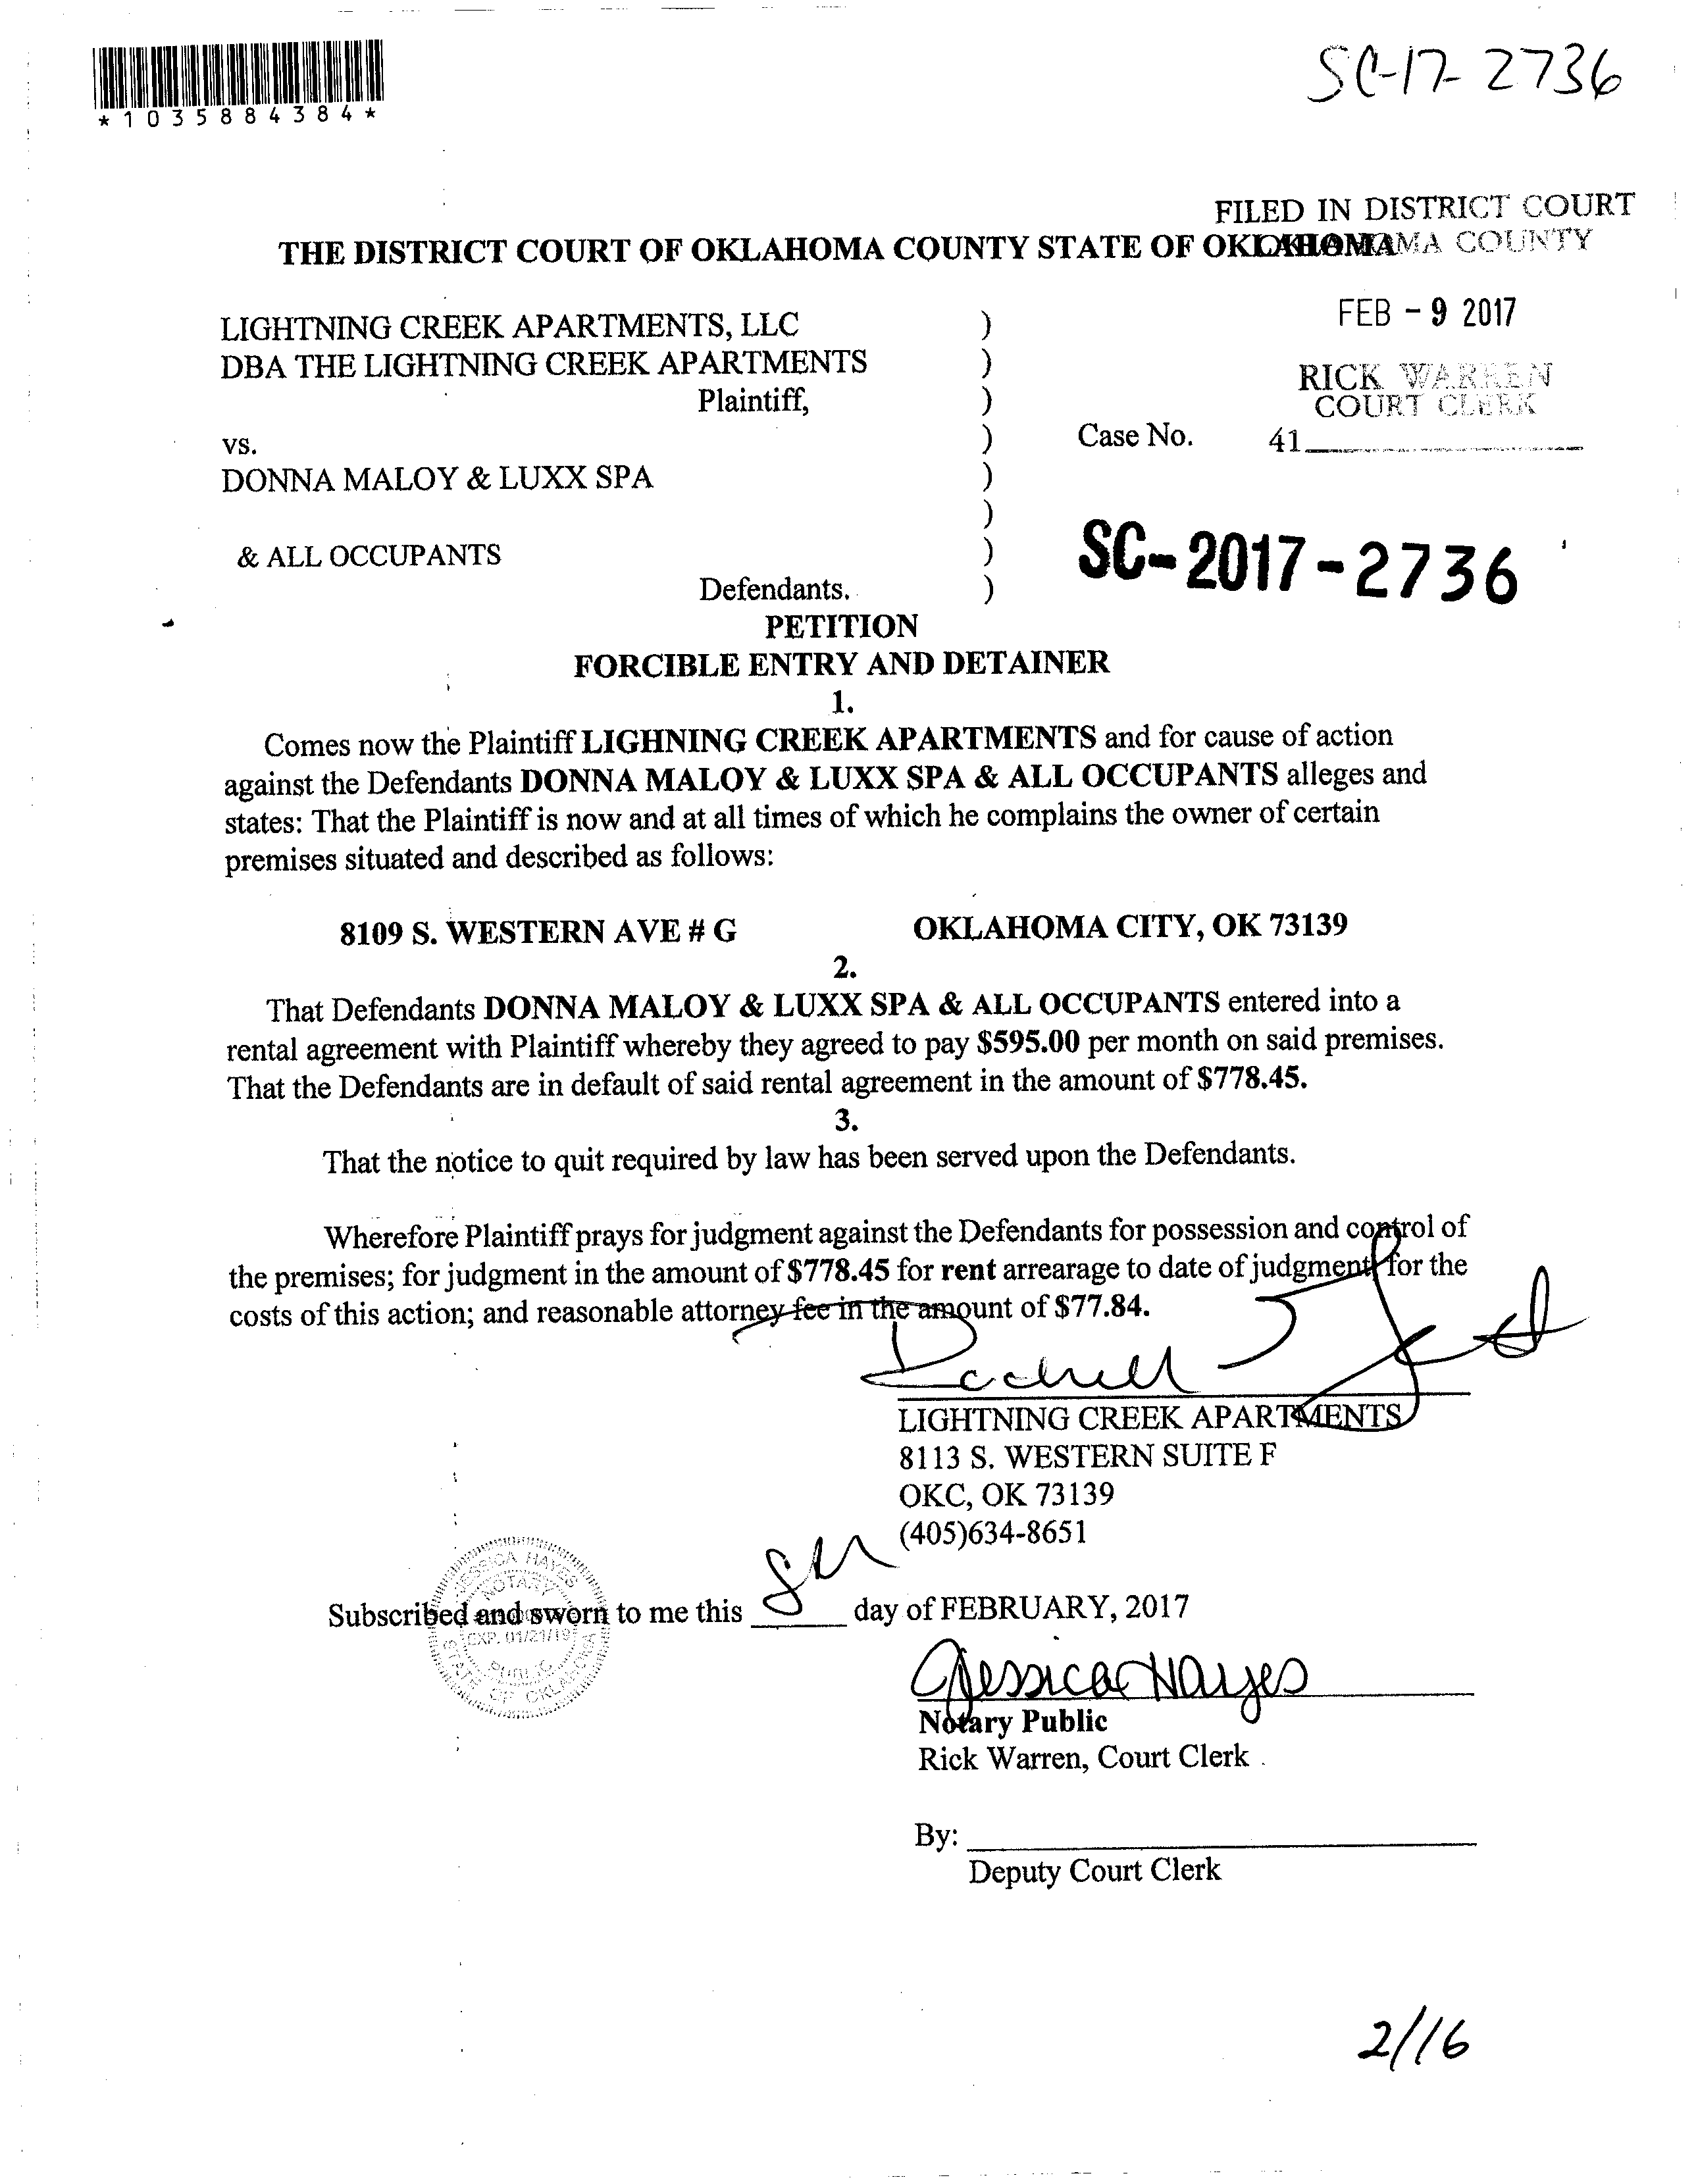 *1035884384*
SC-17-2736
FILED IN DISTRICT COURT
OKLAHOMA COUNTY
THE DISTRICT COURT OF OKLAHOMA COUNTY STATE OF OKLAHOMA
LIGHTNING CREEK APARTMENTS, LLC )
DBA THE LIGHTNING CREEK APARTMENTS )
Plaintiff, )
FEB - 9 2017
RICK WARREN
COURT CLERK
vs. ) Case No. 41
DONNA MALOY & LUXX SPA )
)
& ALL OCCUPANTS )
Defendants. )
SC-2017-2736
PETITION
FORCIBLE ENTRY AND DETAINER
1.
Comes now the Plaintiff LIGHNING CREEK APARTMENTS and for cause of action
against the Defendants DONNA MALOY & LUXX SPA & ALL OCCUPANTS alleges and
states: That the Plaintiff is now and at all times of which he complains the owner of certain
premises situated and described as follows:
8109 S. WESTERN AVE # G OKLAHOMA CITY, OK 73139
2.
That Defendants DONNA MALOY & LUXX SPA & ALL OCCUPANTS entered into a
rental agreement with Plaintiff whereby they agreed to pay $595.00 per month on said premises.
That the Defendants are in default of said rental agreement in the amount of $778.45.
3.
That the notice to quit required by law has been served upon the Defendants.
Wherefore Plaintiff prays for judgment against the Defendants for possession and control of
the premises; for judgment in the amount of $778.45 for rent arrearage to date of judgment for the
costs of this action; and reasonable attorney fee in the amount of $77.84.
LIGHTNING CREEK APARTMENTS
8113 S. WESTERN SUITE F
OKC, OK 73139
(405)634-8651
JESSICA HAYES
NOTARY
EXP. 01/21/19
PUBLIC
STATE OF OKLAHOMA
Subscribed and sworn to me this 8th day of FEBRUARY, 2017
Jessica Hayes
Notary Public
Rick Warren, Court Clerk
By:
Deputy Court Clerk
2/16